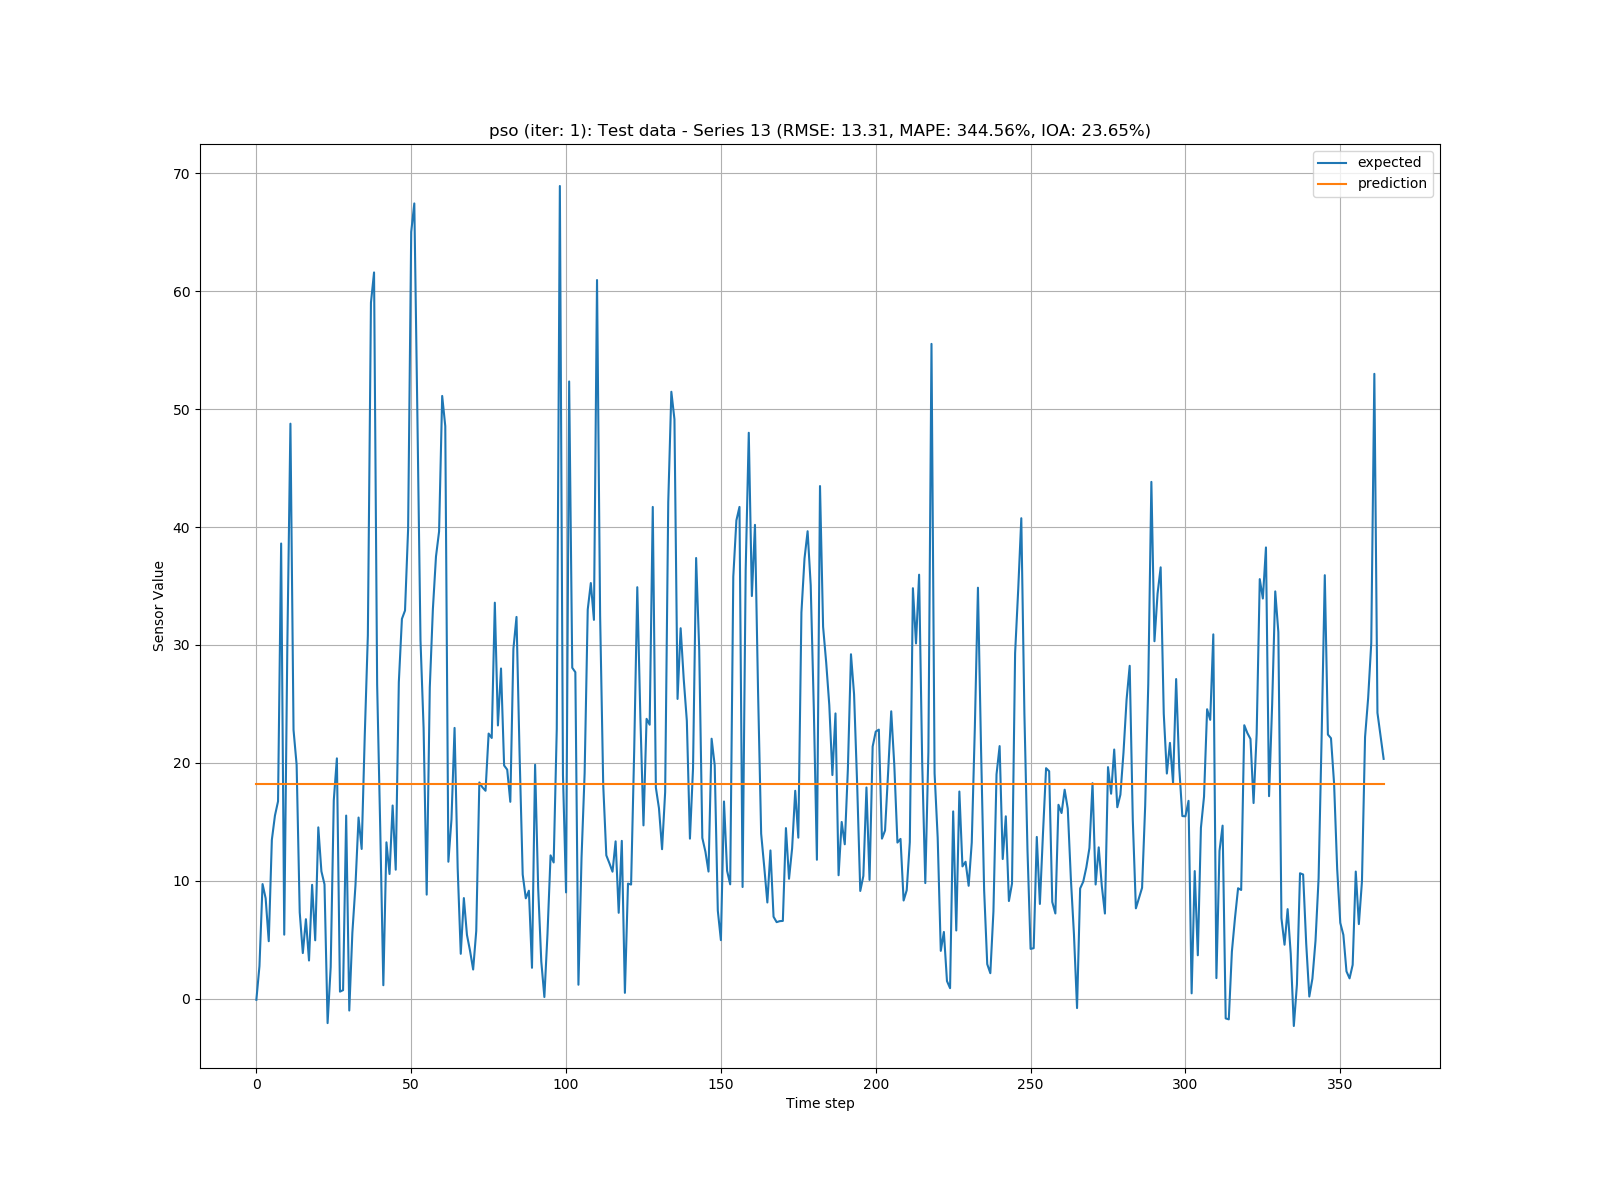 pso (iter: 1): Test data - Series 13 (RMSE: 13.31, MAPE: 344.56%, IOA: 23.65%)
expected
prediction
70
60
50
40
30
20
10
0
Sensor Value
0 50 100 150 200 250 300 350
Time step